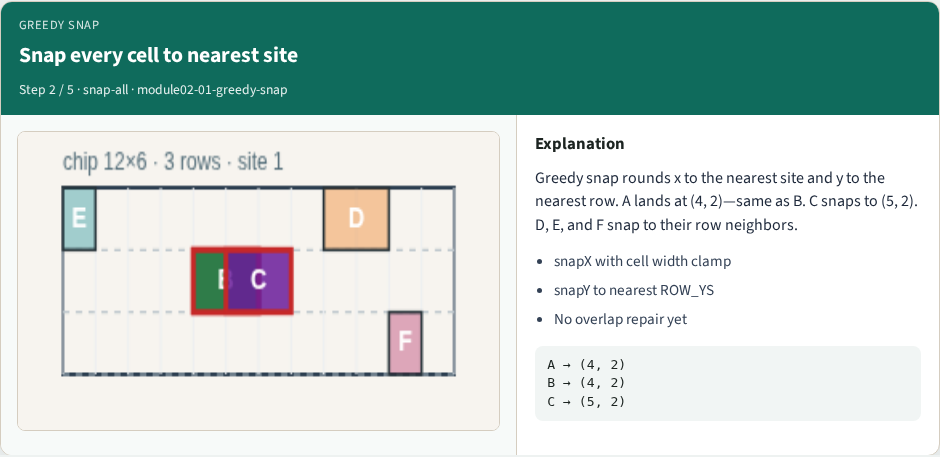 GREEDY SNAP
Snap every cell to nearest site
Step 2 / 5 · snap-all · module02-01-greedy-snap
chip 12×6 · 3 rows · site 1
E
D
B
C
F
Explanation
Greedy snap rounds x to the nearest site and y to the
nearest row. A lands at (4, 2)—same as B. C snaps to (5, 2).
D, E, and F snap to their row neighbors.
• snapX with cell width clamp
• snapY to nearest ROW_YS
• No overlap repair yet
A → (4, 2)
B → (4, 2)
C → (5, 2)